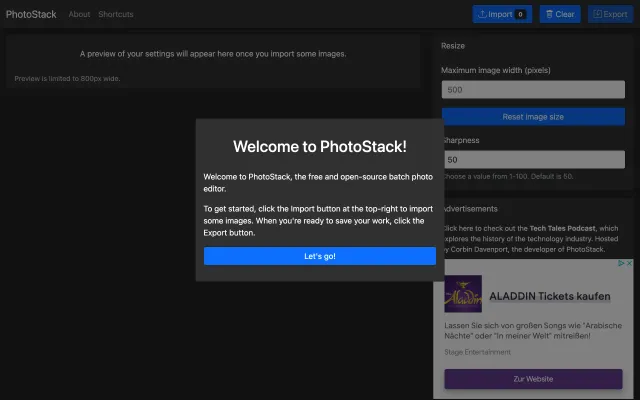 PhotoStack About Shortcuts Import 0 Clear Export
A preview of your settings will appear here once you import some images.
Preview is limited to 800px wide.
Resize
Maximum image width (pixels)
500
Reset image size
Sharpness
50
Choose a value from 1-100. Default is 50.
Welcome to PhotoStack!
Welcome to PhotoStack, the free and open-source batch photo
editor.
To get started, click the Import button at the top-right to import
some images. When you're ready to save your work, click the
Export button.
Let's go!
Advertisements
Click here to check out the Tech Tales Podcast, which
explores the history of the technology industry. Hosted
by Corbin Davenport, the developer of PhotoStack.
Aladdin
ALADDIN Tickets kaufen
Lassen Sie sich von großen Songs wie "Arabische
Nächte" oder "In meiner Welt" mitreißen!
Stage Entertainment
Zur Website